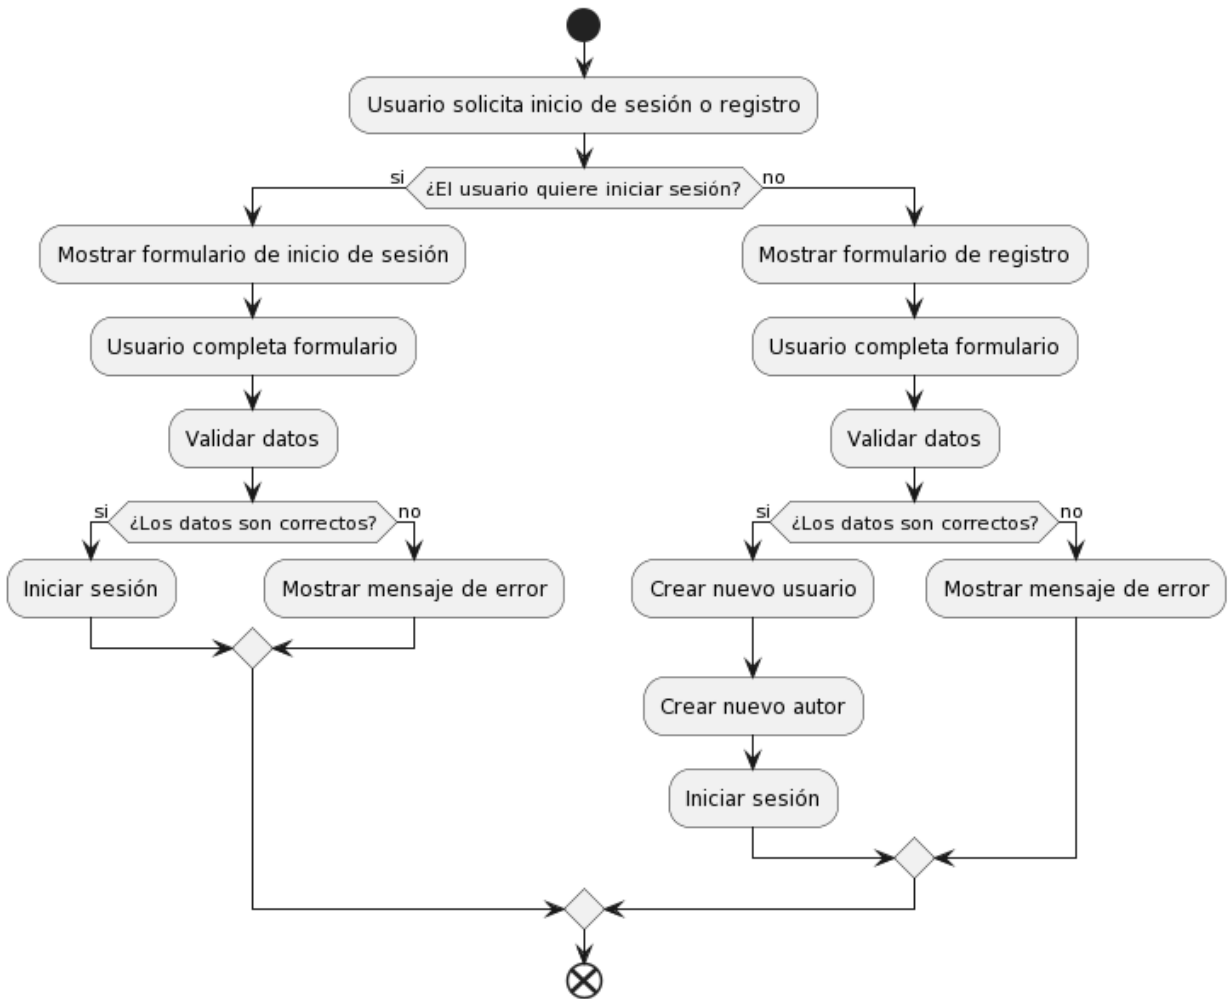 Usuario solicita inicio de sesión o registro
si
¿El usuario quiere iniciar sesión?
no
Mostrar formulario de inicio de sesión
Mostrar formulario de registro
Usuario completa formulario
Usuario completa formulario
Validar datos
Validar datos
si
¿Los datos son correctos?
no
si
¿Los datos son correctos?
no
Iniciar sesión
Mostrar mensaje de error
Crear nuevo usuario
Mostrar mensaje de error
Crear nuevo autor
Iniciar sesión